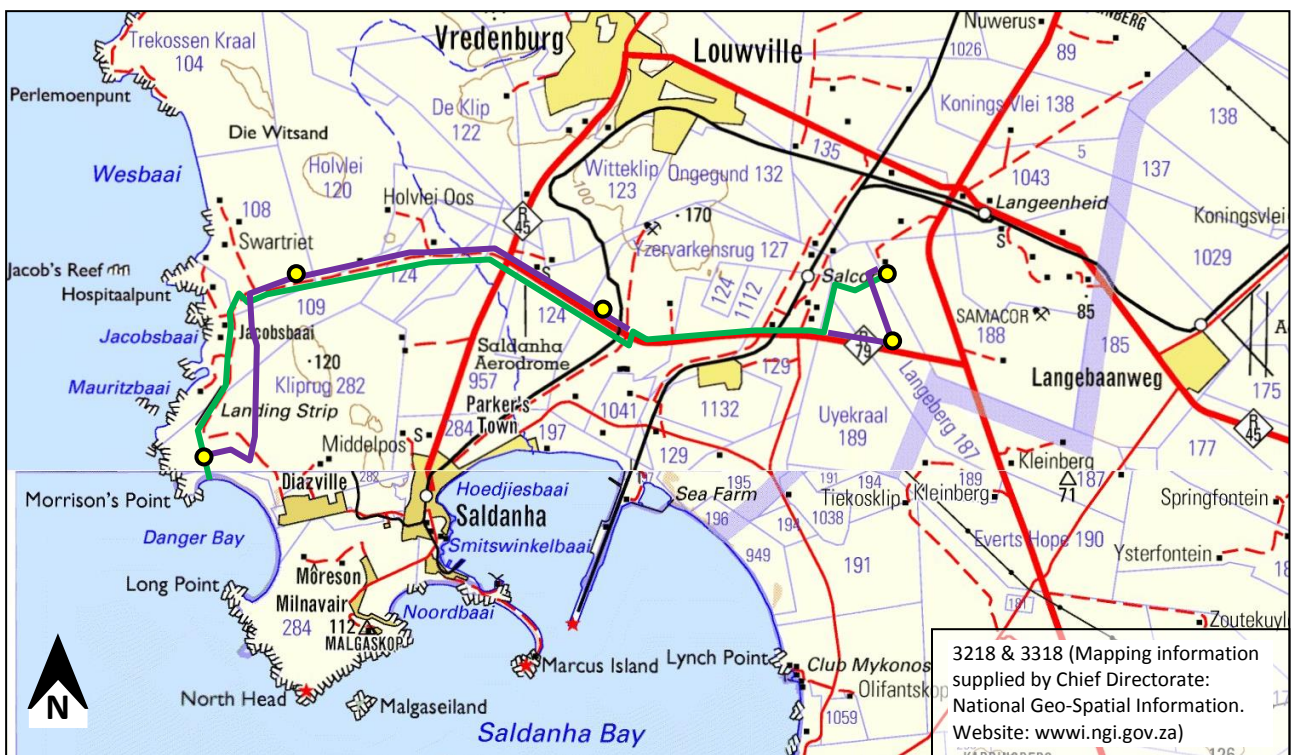 Nuwerus
89
1026
Trekossen Kraal
104
Vredenburg
Louwville
Perlemoenpunt
De Klip
122
Konings Vlei 138
138
Die Witsand
135
5
137
Wesbaai
Holvlei
120
Witteklip
123
Ongegund 132
1043
Holvlei Oos
Langeenheid
108
R
45
100
170
S
Koningsvlei
Swartriet
Yzervarkensrug 127
1029
Jacob's Reef
124
S
Salcor
Hospitaalpunt
109
124
1112
SAMACOR
85
Jacobsbaai
Jacobsbaai
124
188
185
120
Saldanha
Aerodrome
79
Mauritzbaai
Kliprug 282
129
Langebaanweg
175
957
Landing Strip
Parker's
Town
1041
1132
Uyekraal
189
Langeberg 187
R
45
Middelpos
S
284
197
129
177
Kleinberg
Morrison's Point
Diazville
282
Hoedjiesbaai
195
Sea Farm
191
194
189
187
71
Tiekosklip
Kleinberg
Springfontein
Saldanha
196
194
1038
Danger Bay
Smitswinkelbaai
949
Everts Hope 190
Ysterfontein
Long Point
Môreson
191
Milnavair
Noordbaai
181
284
112
MALGASKOP
Zoutekuyl
Marcus Island
Lynch Point
Club Mykonos
3218 & 3318 (Mapping information
Olifantskop
supplied by Chief Directorate:
North Head
Malgaseiland
National Geo-Spatial Information.
N
1059
Saldanha Bay
Website: wwwi.ngi.gov.za)